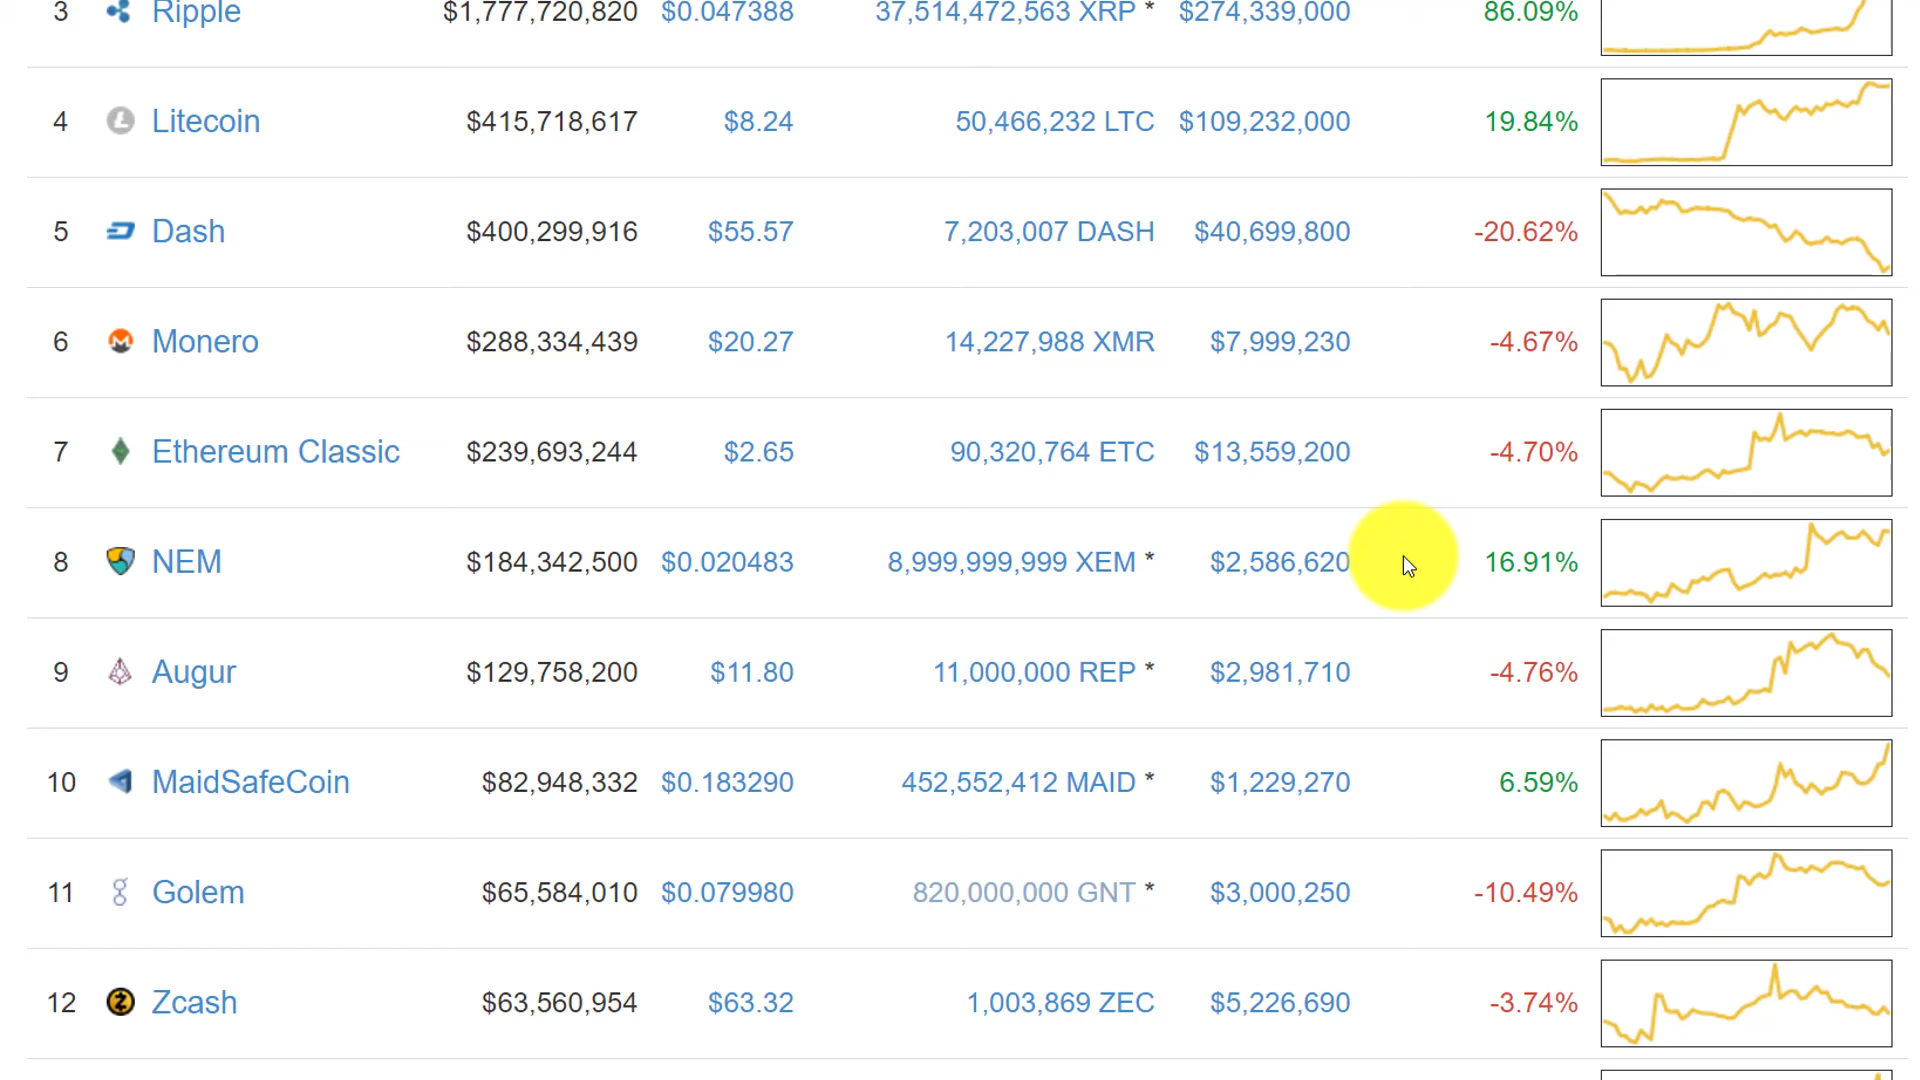 3 Ripple $1,777,720,820 $0.047388 37,514,472,563 XRP * $274,339,000 86.09%
4 Litecoin $415,718,617 $8.24 50,466,232 LTC $109,232,000 19.84%
5 Dash $400,299,916 $55.57 7,203,007 DASH $40,699,800 -20.62%
6 Monero $288,334,439 $20.27 14,227,988 XMR $7,999,230 -4.67%
7 Ethereum Classic $239,693,244 $2.65 90,320,764 ETC $13,559,200 -4.70%
8 NEM $184,342,500 $0.020483 8,999,999,999 XEM * $2,586,620 16.91%
9 Augur $129,758,200 $11.80 11,000,000 REP * $2,981,710 -4.76%
10 MaidSafeCoin $82,948,332 $0.183290 452,552,412 MAID * $1,229,270 6.59%
11 Golem $65,584,010 $0.079980 820,000,000 GNT * $3,000,250 -10.49%
12 Zcash $63,560,954 $63.32 1,003,869 ZEC $5,226,690 -3.74%